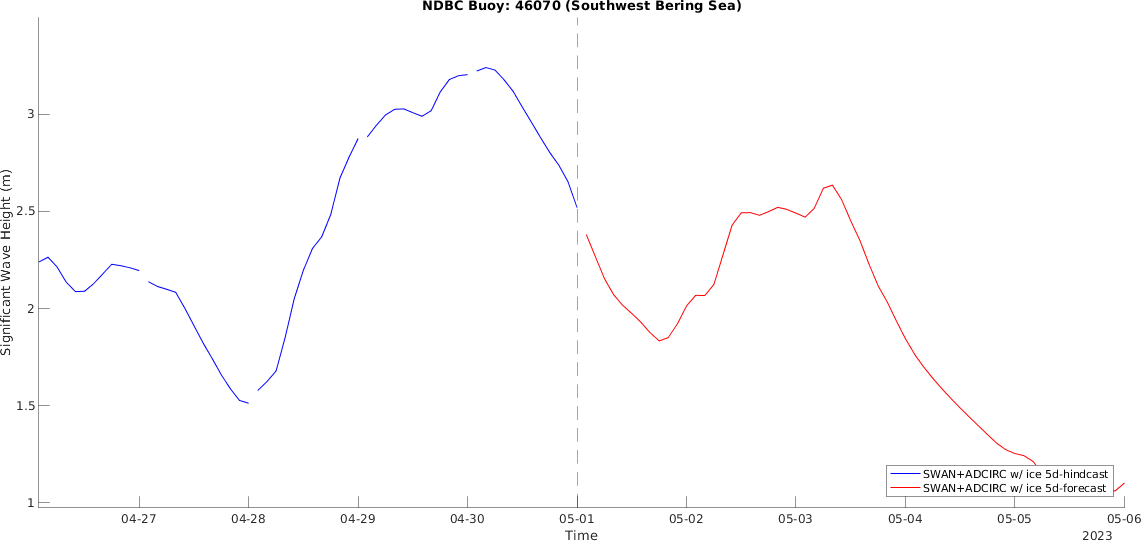 NDBC Buoy: 46070 (Southwest Bering Sea)
Significant Wave Height (m)
3
2.5
2
1.5
1
SWAN+ADCIRC w/ ice 5d-hindcast
SWAN+ADCIRC w/ ice 5d-forecast
04-27 04-28 04-29 04-30 05-01 05-02 05-03 05-04 05-05 05-06
Time
2023